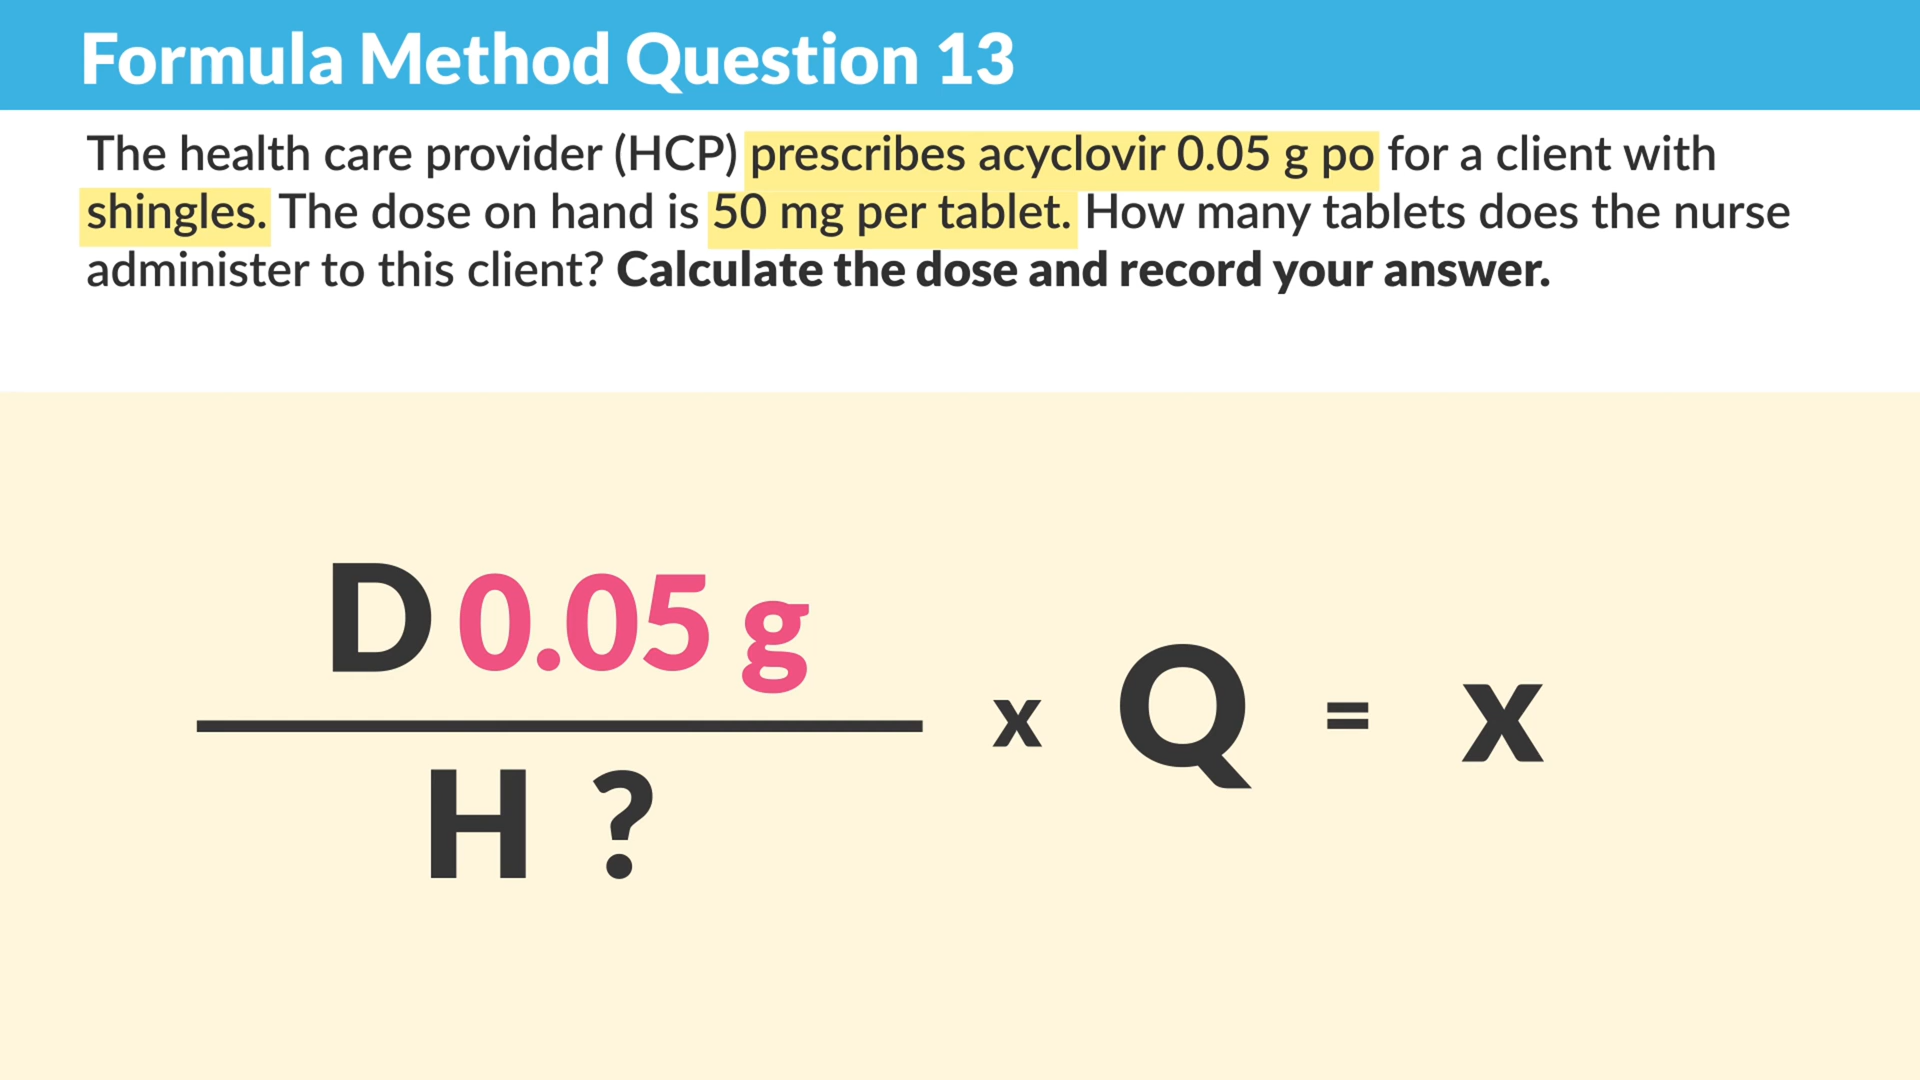 Formula Method Question 13
The health care provider (HCP) prescribes acyclovir 0.05 g po for a client with
shingles. The dose on hand is 50 mg per tablet. How many tablets does the nurse
administer to this client? Calculate the dose and record your answer.
D 0.05 g
x Q = x
H ?